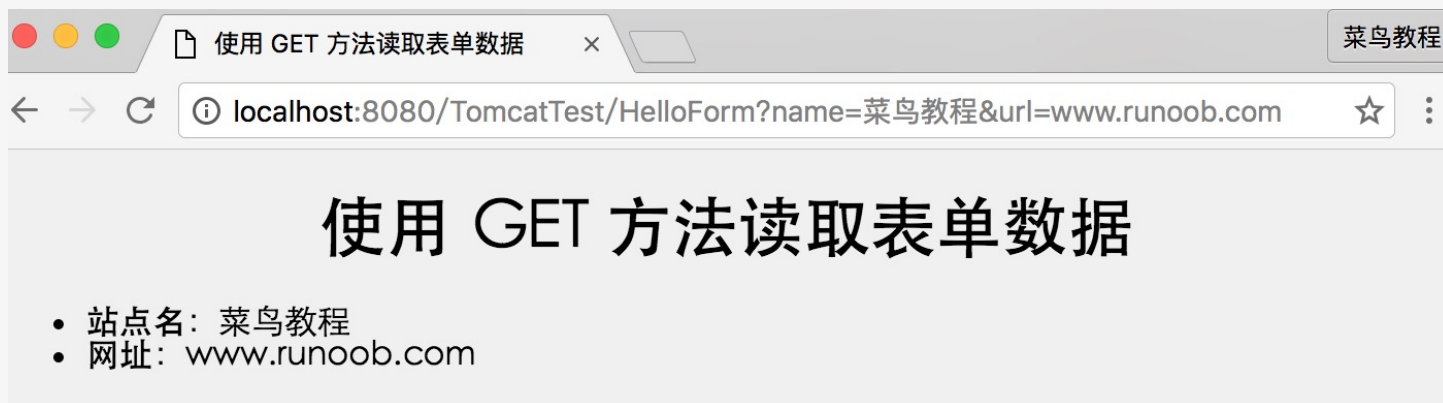 使用 GET 方法读取表单数据
菜鸟教程
localhost:8080/TomcatTest/HelloForm?name=菜鸟教程&url=www.runoob.com
使用 GET 方法读取表单数据
站点名：菜鸟教程
网址：www.runoob.com